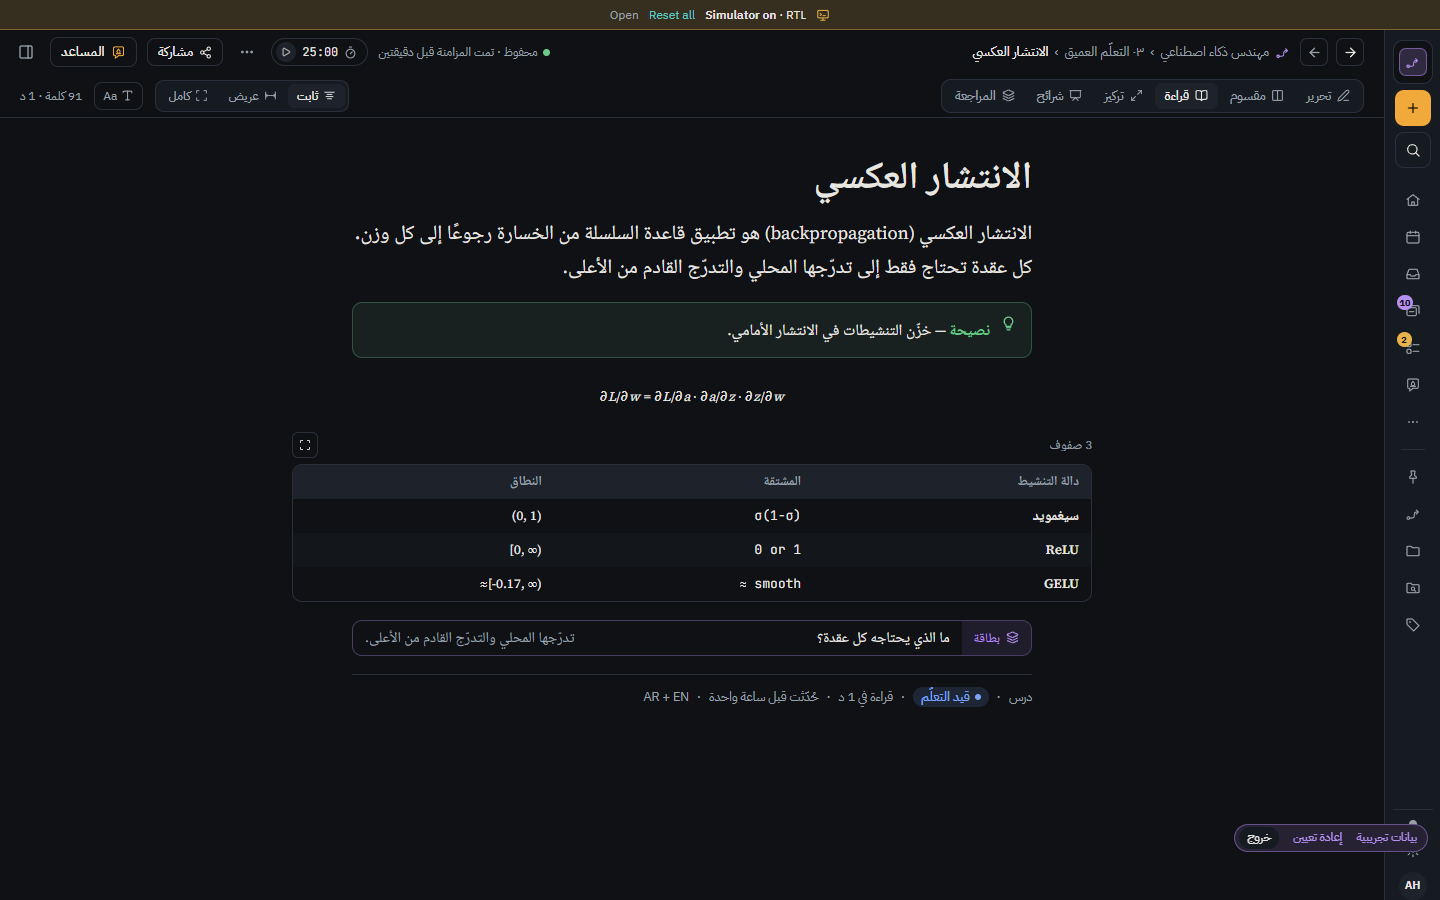 Open Reset all Simulator on · RTL
مهندس ذكاء اصطناعي › ٣- التعلّم العميق › الانتشار العكسي
محفوظ · تمت المزامنة قبل دقيقتين
25:00
···
مشاركة
المساعد
تحرير
مقسوم
قراءة
تركيز
شرائح
المراجعة
ثابت
عريض
كامل
Aa
91 كلمة · 1 د
الانتشار العكسي
الانتشار العكسي (backpropagation) هو تطبيق قاعدة السلسلة من الخسارة رجوعًا إلى كل وزن.
كل عقدة تحتاج فقط إلى تدرّجها المحلي والتدرّج القادم من الأعلى.
نصيحة — خزّن التنشيطات في الانتشار الأمامي.
∂L/∂w = ∂L/∂a · ∂a/∂z · ∂z/∂w
3 صفوف
دالة التنشيط المشتقة النطاق
سيغمويد σ(1-σ) (0, 1)
ReLU 0 or 1 [0, ∞)
GELU ≈ smooth ≈[-0.17, ∞)
بطاقة ما الذي يحتاجه كل عقدة؟ تدرّجها المحلي والتدرّج القادم من الأعلى.
درس · قيد التعلّم · قراءة في 1 د · حُدّثت قبل ساعة واحدة · AR + EN
10
2
بيانات تجريبية إعادة تعيين خروج
AH